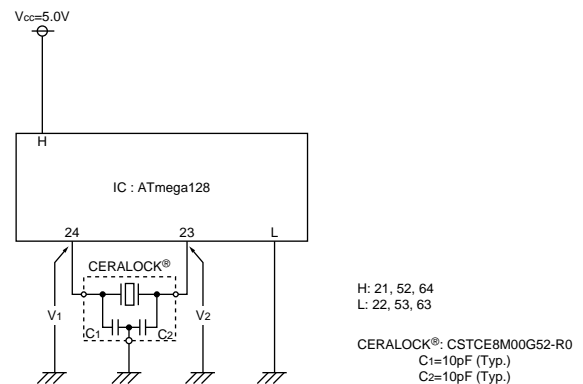 Vcc=5.0V
H
IC : ATmega128
24 23 L
CERALOCK®
V1 C1 C2 V2
H: 21, 52, 64
L: 22, 53, 63
CERALOCK®: CSTCE8M00G52-R0
C1=10pF (Typ.)
C2=10pF (Typ.)